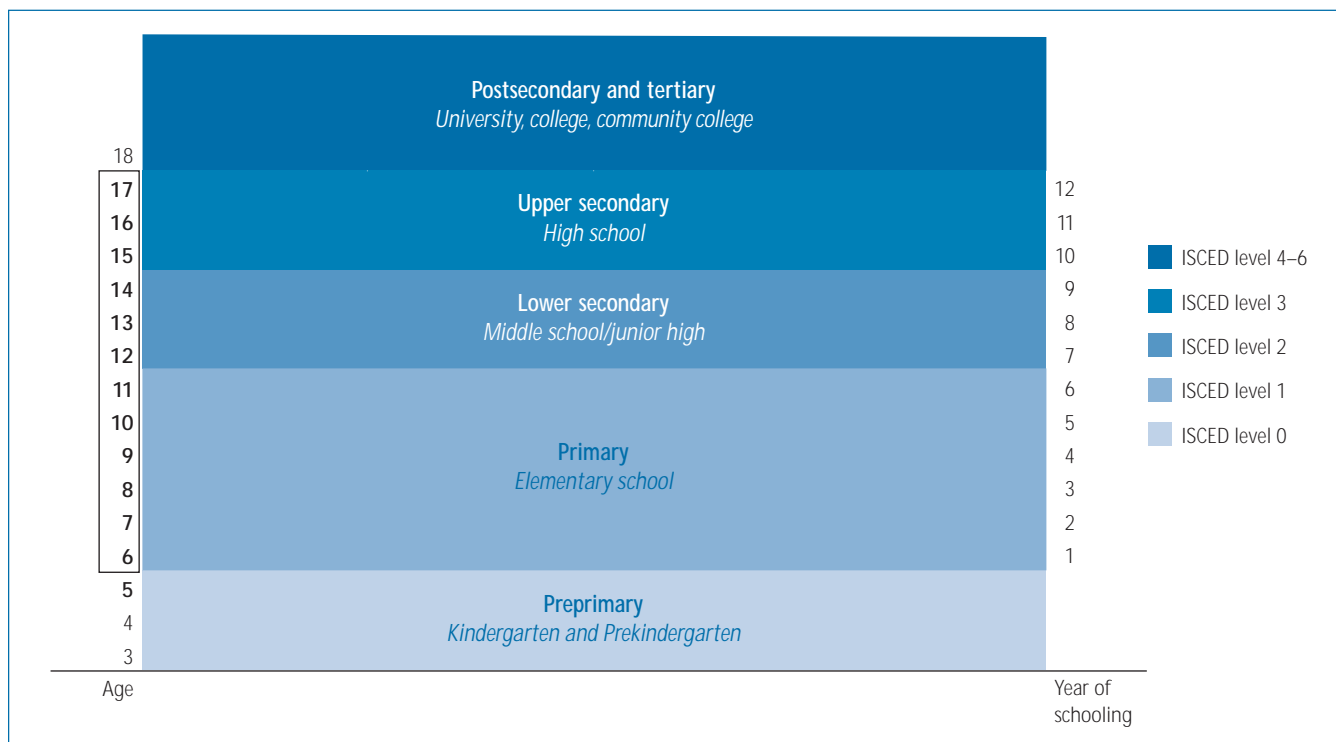 Postsecondary and tertiary
University, college, community college
18
17
12
Upper secondary
16
11
High school
15
10
ISCED level 4–6
14
9
Lower secondary
ISCED level 3
13
8
Middle school/junior high
12
7
ISCED level 2
11
6
ISCED level 1
10
5
ISCED level 0
9
Primary
4
8
Elementary school
3
7
2
6
1
5
Preprimary
4
Kindergarten and Prekindergarten
3
Age
Year of
schooling